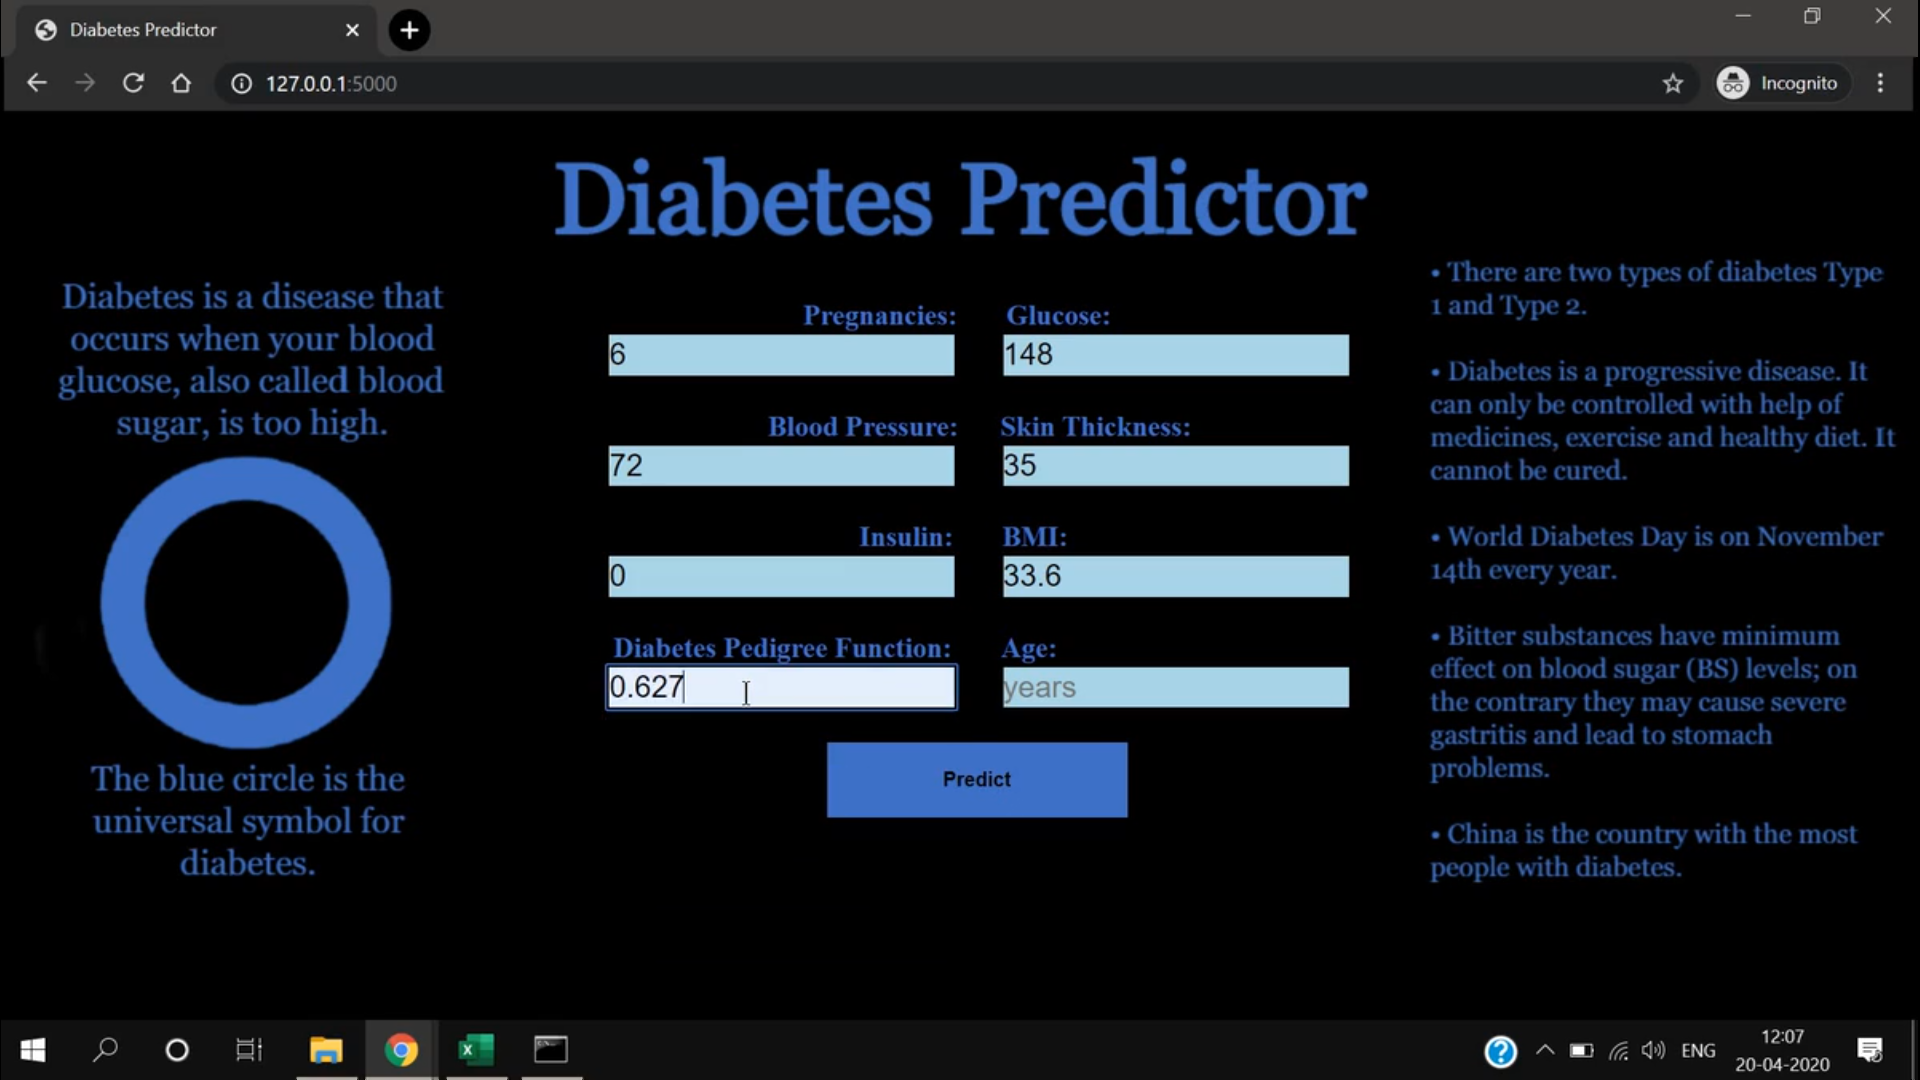 Diabetes Predictor
127.0.0.1:5000
Incognito
Diabetes Predictor
Diabetes is a disease that
occurs when your blood
glucose, also called blood
sugar, is too high.
The blue circle is the
universal symbol for
diabetes.
Pregnancies: Glucose:
6 148
Blood Pressure: Skin Thickness:
72 35
Insulin: BMI:
0 33.6
Diabetes Pedigree Function: Age:
0.627 years
Predict
• There are two types of diabetes Type
1 and Type 2.
• Diabetes is a progressive disease. It
can only be controlled with help of
medicines, exercise and healthy diet. It
cannot be cured.
• World Diabetes Day is on November
14th every year.
• Bitter substances have minimum
effect on blood sugar (BS) levels; on
the contrary they may cause severe
gastritis and lead to stomach
problems.
• China is the country with the most
people with diabetes.
ENG
12:07
20-04-2020